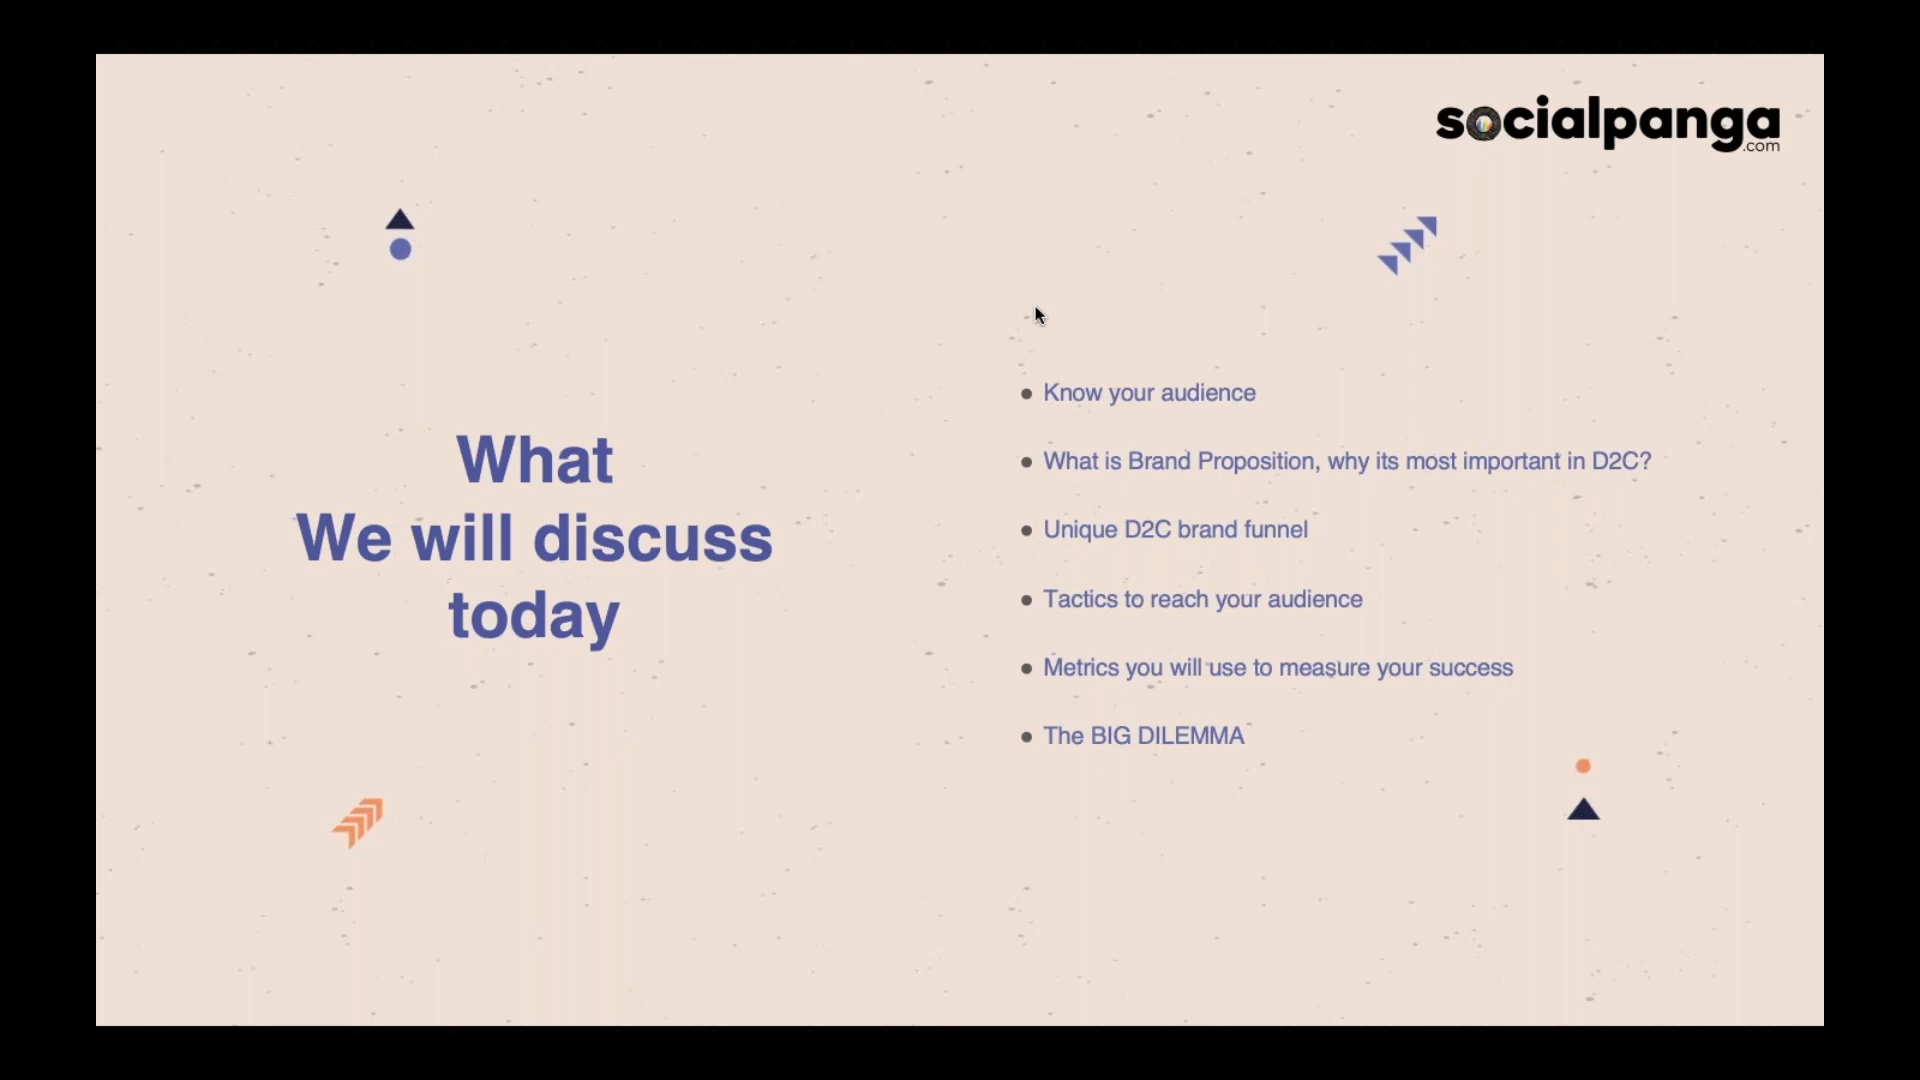 socialpanga
.com
What
We will discuss
today
Know your audience
What is Brand Proposition, why its most important in D2C?
Unique D2C brand funnel
Tactics to reach your audience
Metrics you will use to measure your success
The BIG DILEMMA